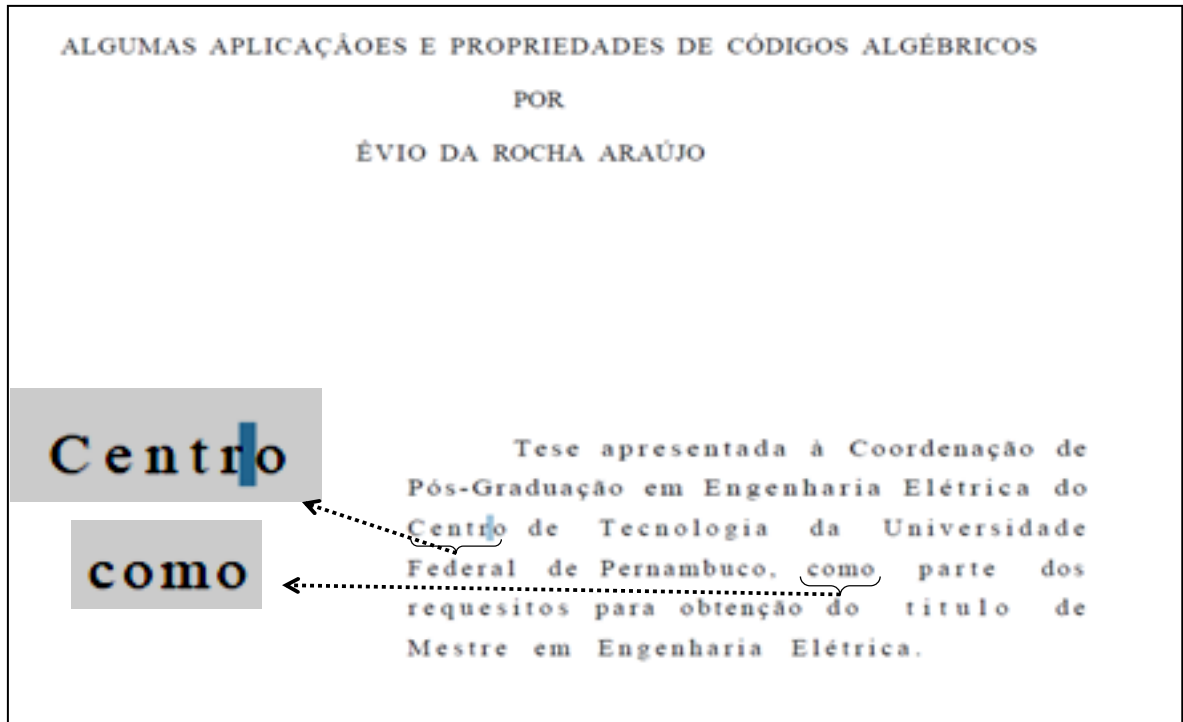 ALGUMAS APLICAÇÃOES E PROPRIEDADES DE CÓDIGOS ALGÉBRICOS
POR
ÉVIO DA ROCHA ARAÚJO
Centro
como
Tese apresentada à Coordenação de
Pós-Graduação em Engenharia Elétrica do
Centro de Tecnologia da Universidade
Federal de Pernambuco, como parte dos
requesitos para obtenção do titulo de
Mestre em Engenharia Elétrica.